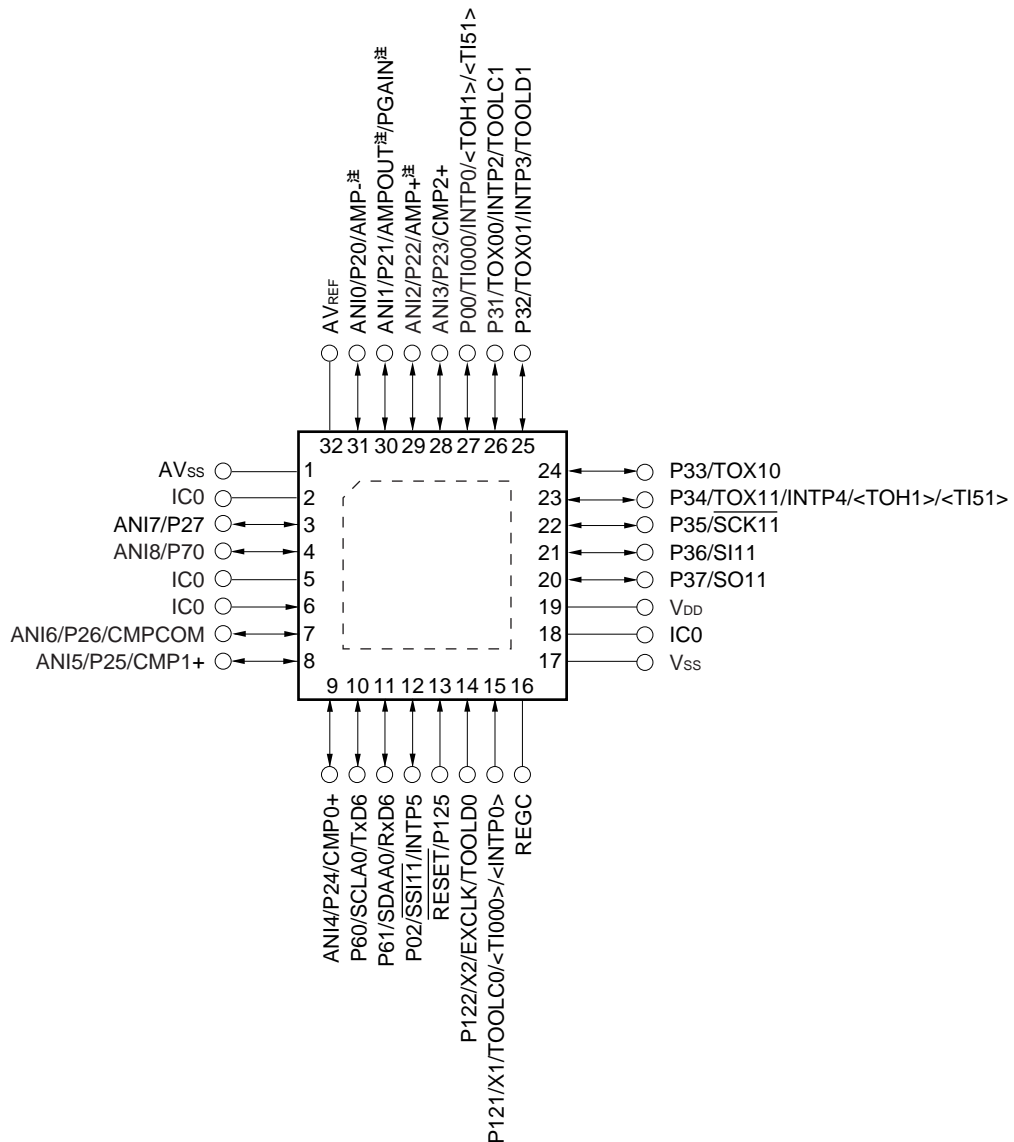 AVREF
ANI0/P20/AMP-注
ANI1/P21/AMPOUT注/PGAIN注
ANI2/P22/AMP+注
ANI3/P23/CMP2+
P00/TI000/INTP0/<TOH1>/<TI51>
P31/TOX00/INTP2/TOOLC1
P32/TOX01/INTP3/TOOLD1
32 31 30 29 28 27 26 25
AVSS 1
IC0 2
ANI7/P27 3
ANI8/P70 4
IC0 5
IC0 6
ANI6/P26/CMPCOM 7
ANI5/P25/CMP1+ 8
24 P33/TOX10
23 P34/TOX11/INTP4/<TOH1>/<TI51>
22 P35/SCK11
21 P36/SI11
20 P37/SO11
19 VDD
18 IC0
17 VSS
9 10 11 12 13 14 15 16
ANI4/P24/CMP0+
P60/SCLA0/TxD6
P61/SDAA0/RxD6
P02/SSI11/INTP5
RESET/P125
P122/X2/EXCLK/TOOLD0
P121/X1/TOOLC0/<TI000>/<INTP0>
REGC